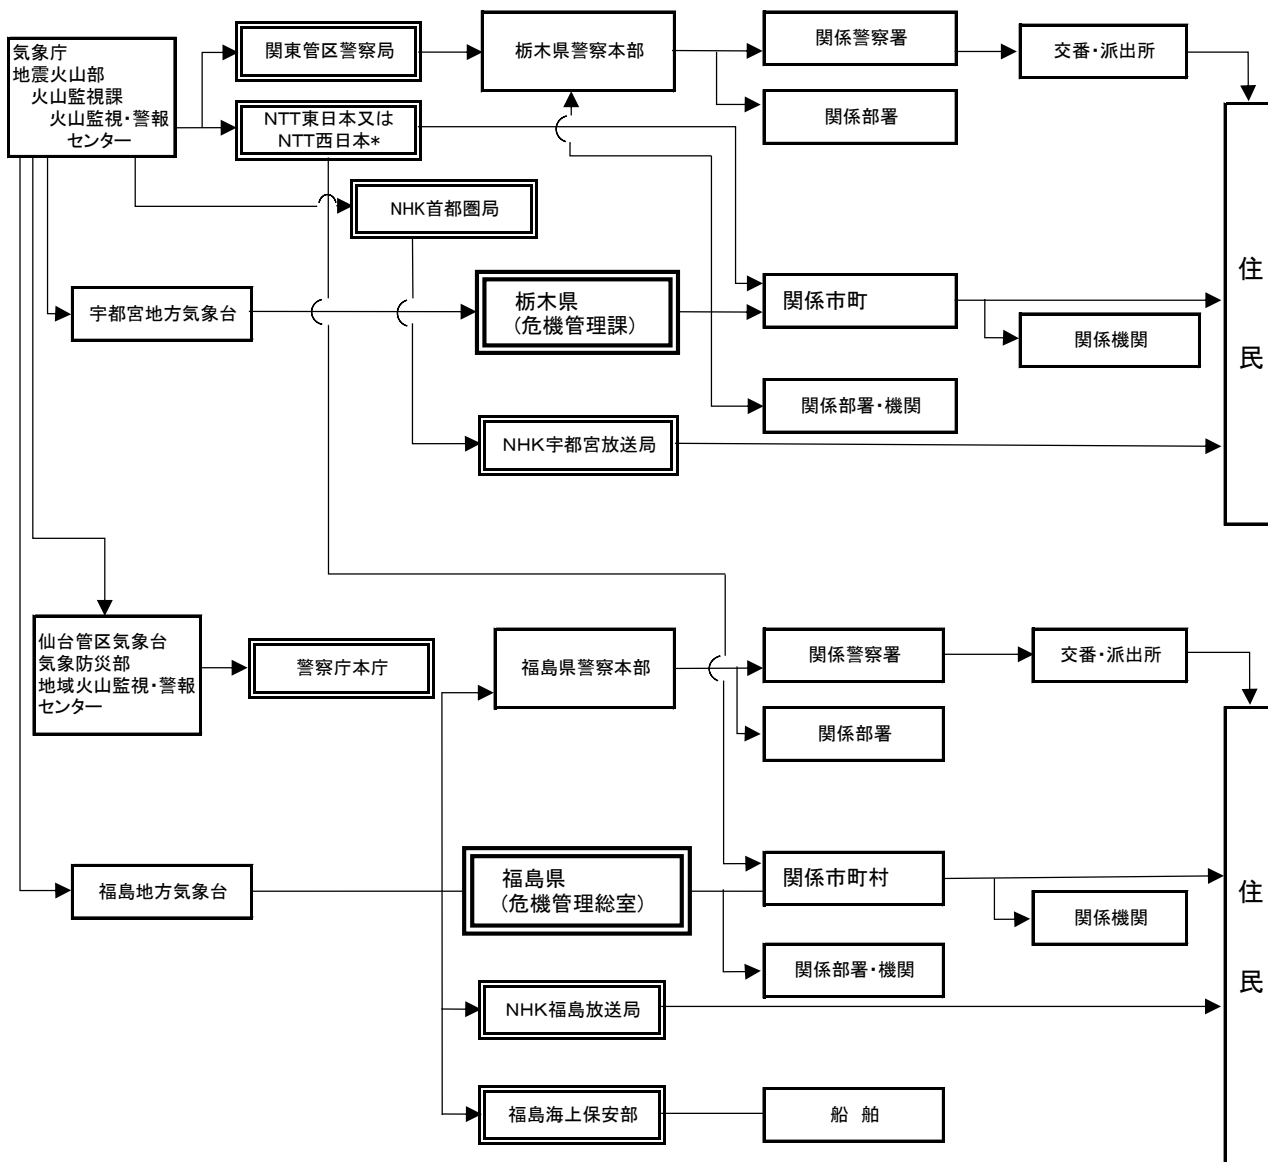 気象庁
地震火山部
火山監視課
火山監視・警報
センター
関東管区警察局
栃木県警察本部
関係警察署
交番・派出所
関係部署
NTT東日本又は
NTT西日本*
NHK首都圏局
宇都宮地方気象台
栃木県
(危機管理課)
関係市町
関係機関
関係部署・機関
NHK宇都宮放送局
住
民
仙台管区気象台
気象防災部
地域火山監視・警報
センター
警察庁本庁
福島県警察本部
関係警察署
交番・派出所
関係部署
福島地方気象台
福島県
(危機管理総室)
関係市町村
関係機関
関係部署・機関
NHK福島放送局
福島海上保安部
船 舶
住
民